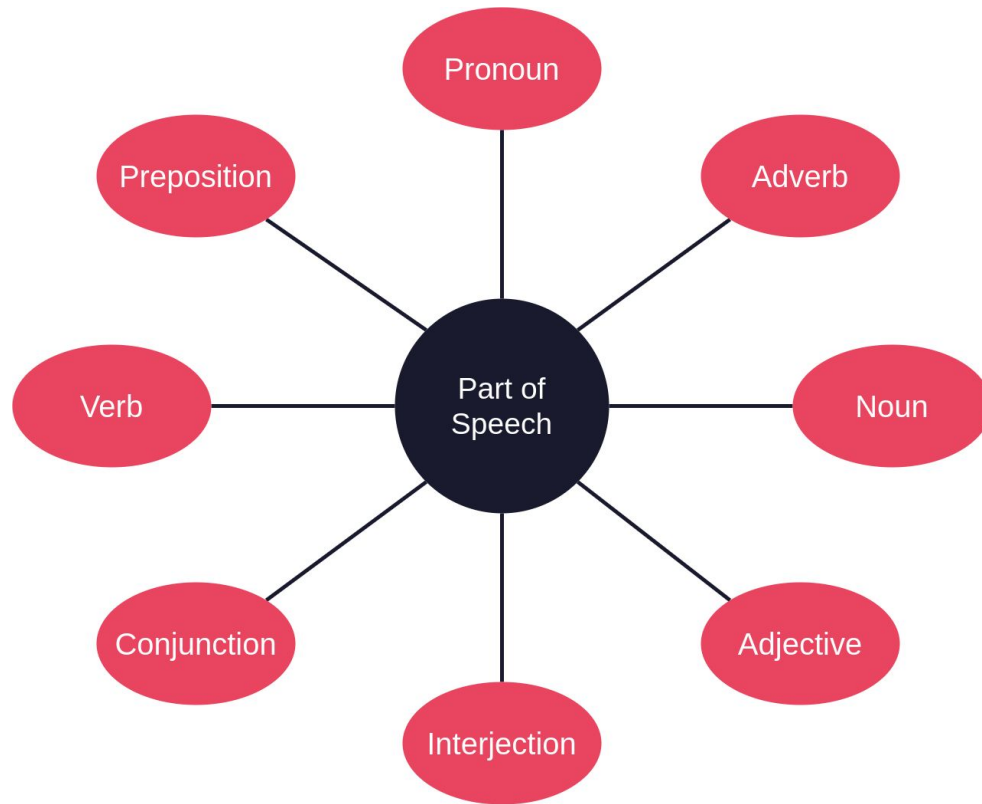 Pronoun
Preposition
Adverb
Verb
Part of
Speech
Noun
Conjunction
Adjective
Interjection